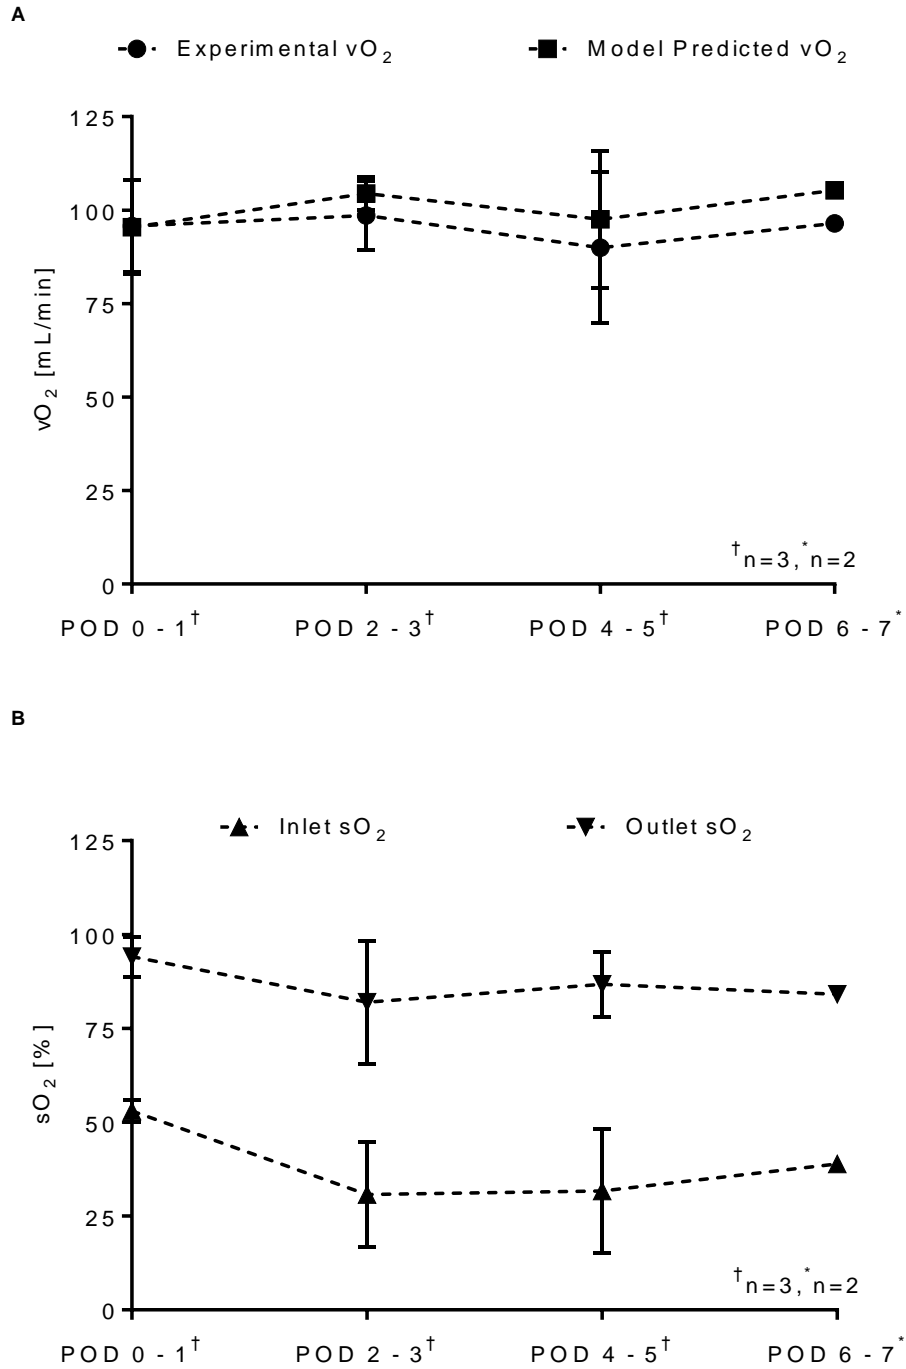 A
Experimental vO2
Model Predicted vO2
125
100
75
50
25
0
vO2 [mL/min]
†n=3,*n=2
POD 0 - 1† POD 2 - 3† POD 4 - 5† POD 6 - 7*
B
Inlet sO2
Outlet sO2
125
100
75
50
25
0
sO2 [%]
†n=3,*n=2
POD 0 - 1† POD 2 - 3† POD 4 - 5† POD 6 - 7*